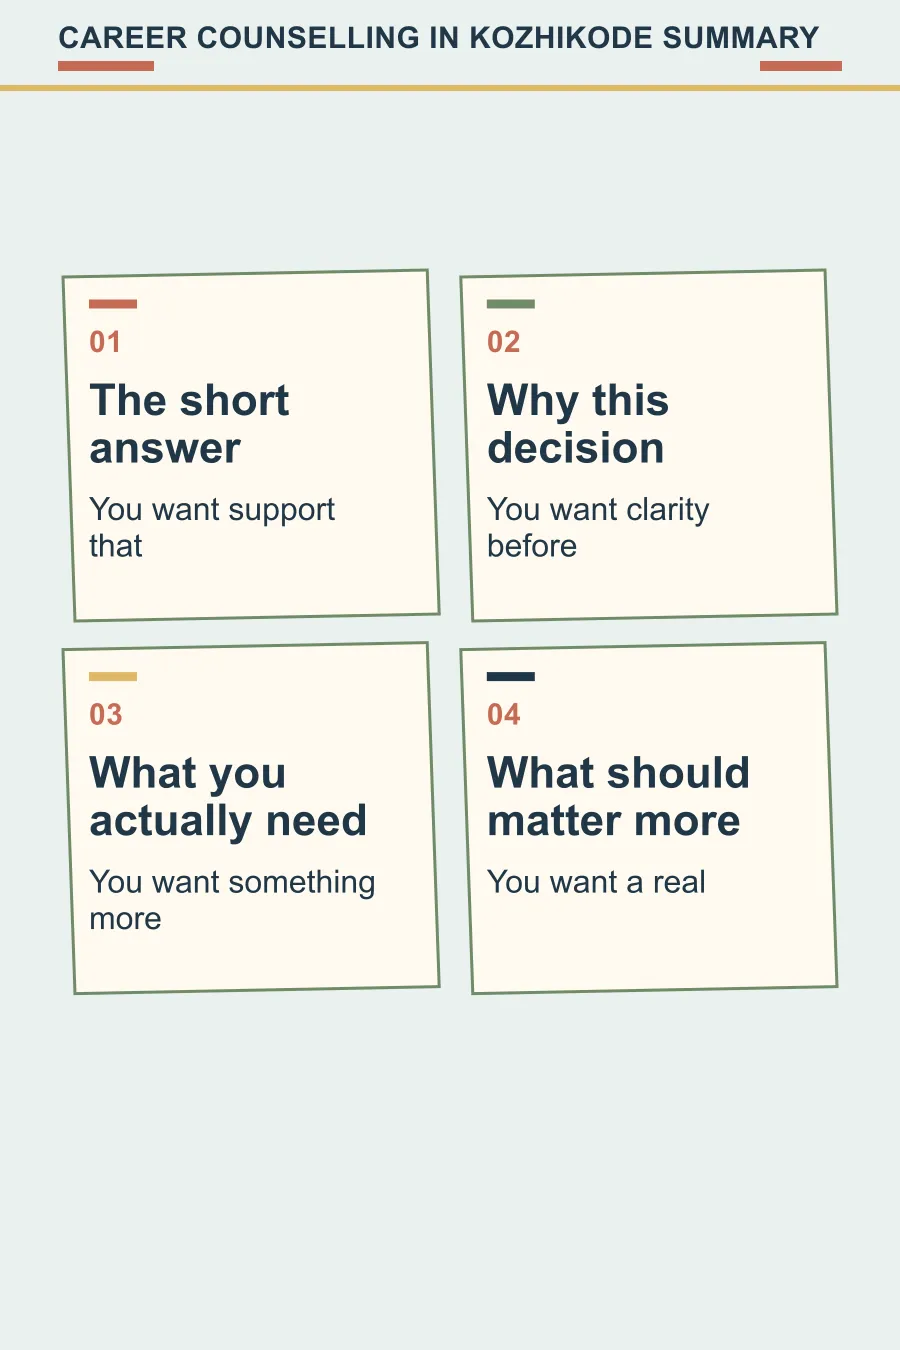 CAREER COUNSELLING IN KOZHIKODE SUMMARY
01
The short
answer
You want support
that
02
Why this
decision
You want clarity
before
03
What you
actually need
You want something
more
04
What should
matter more
You want a real